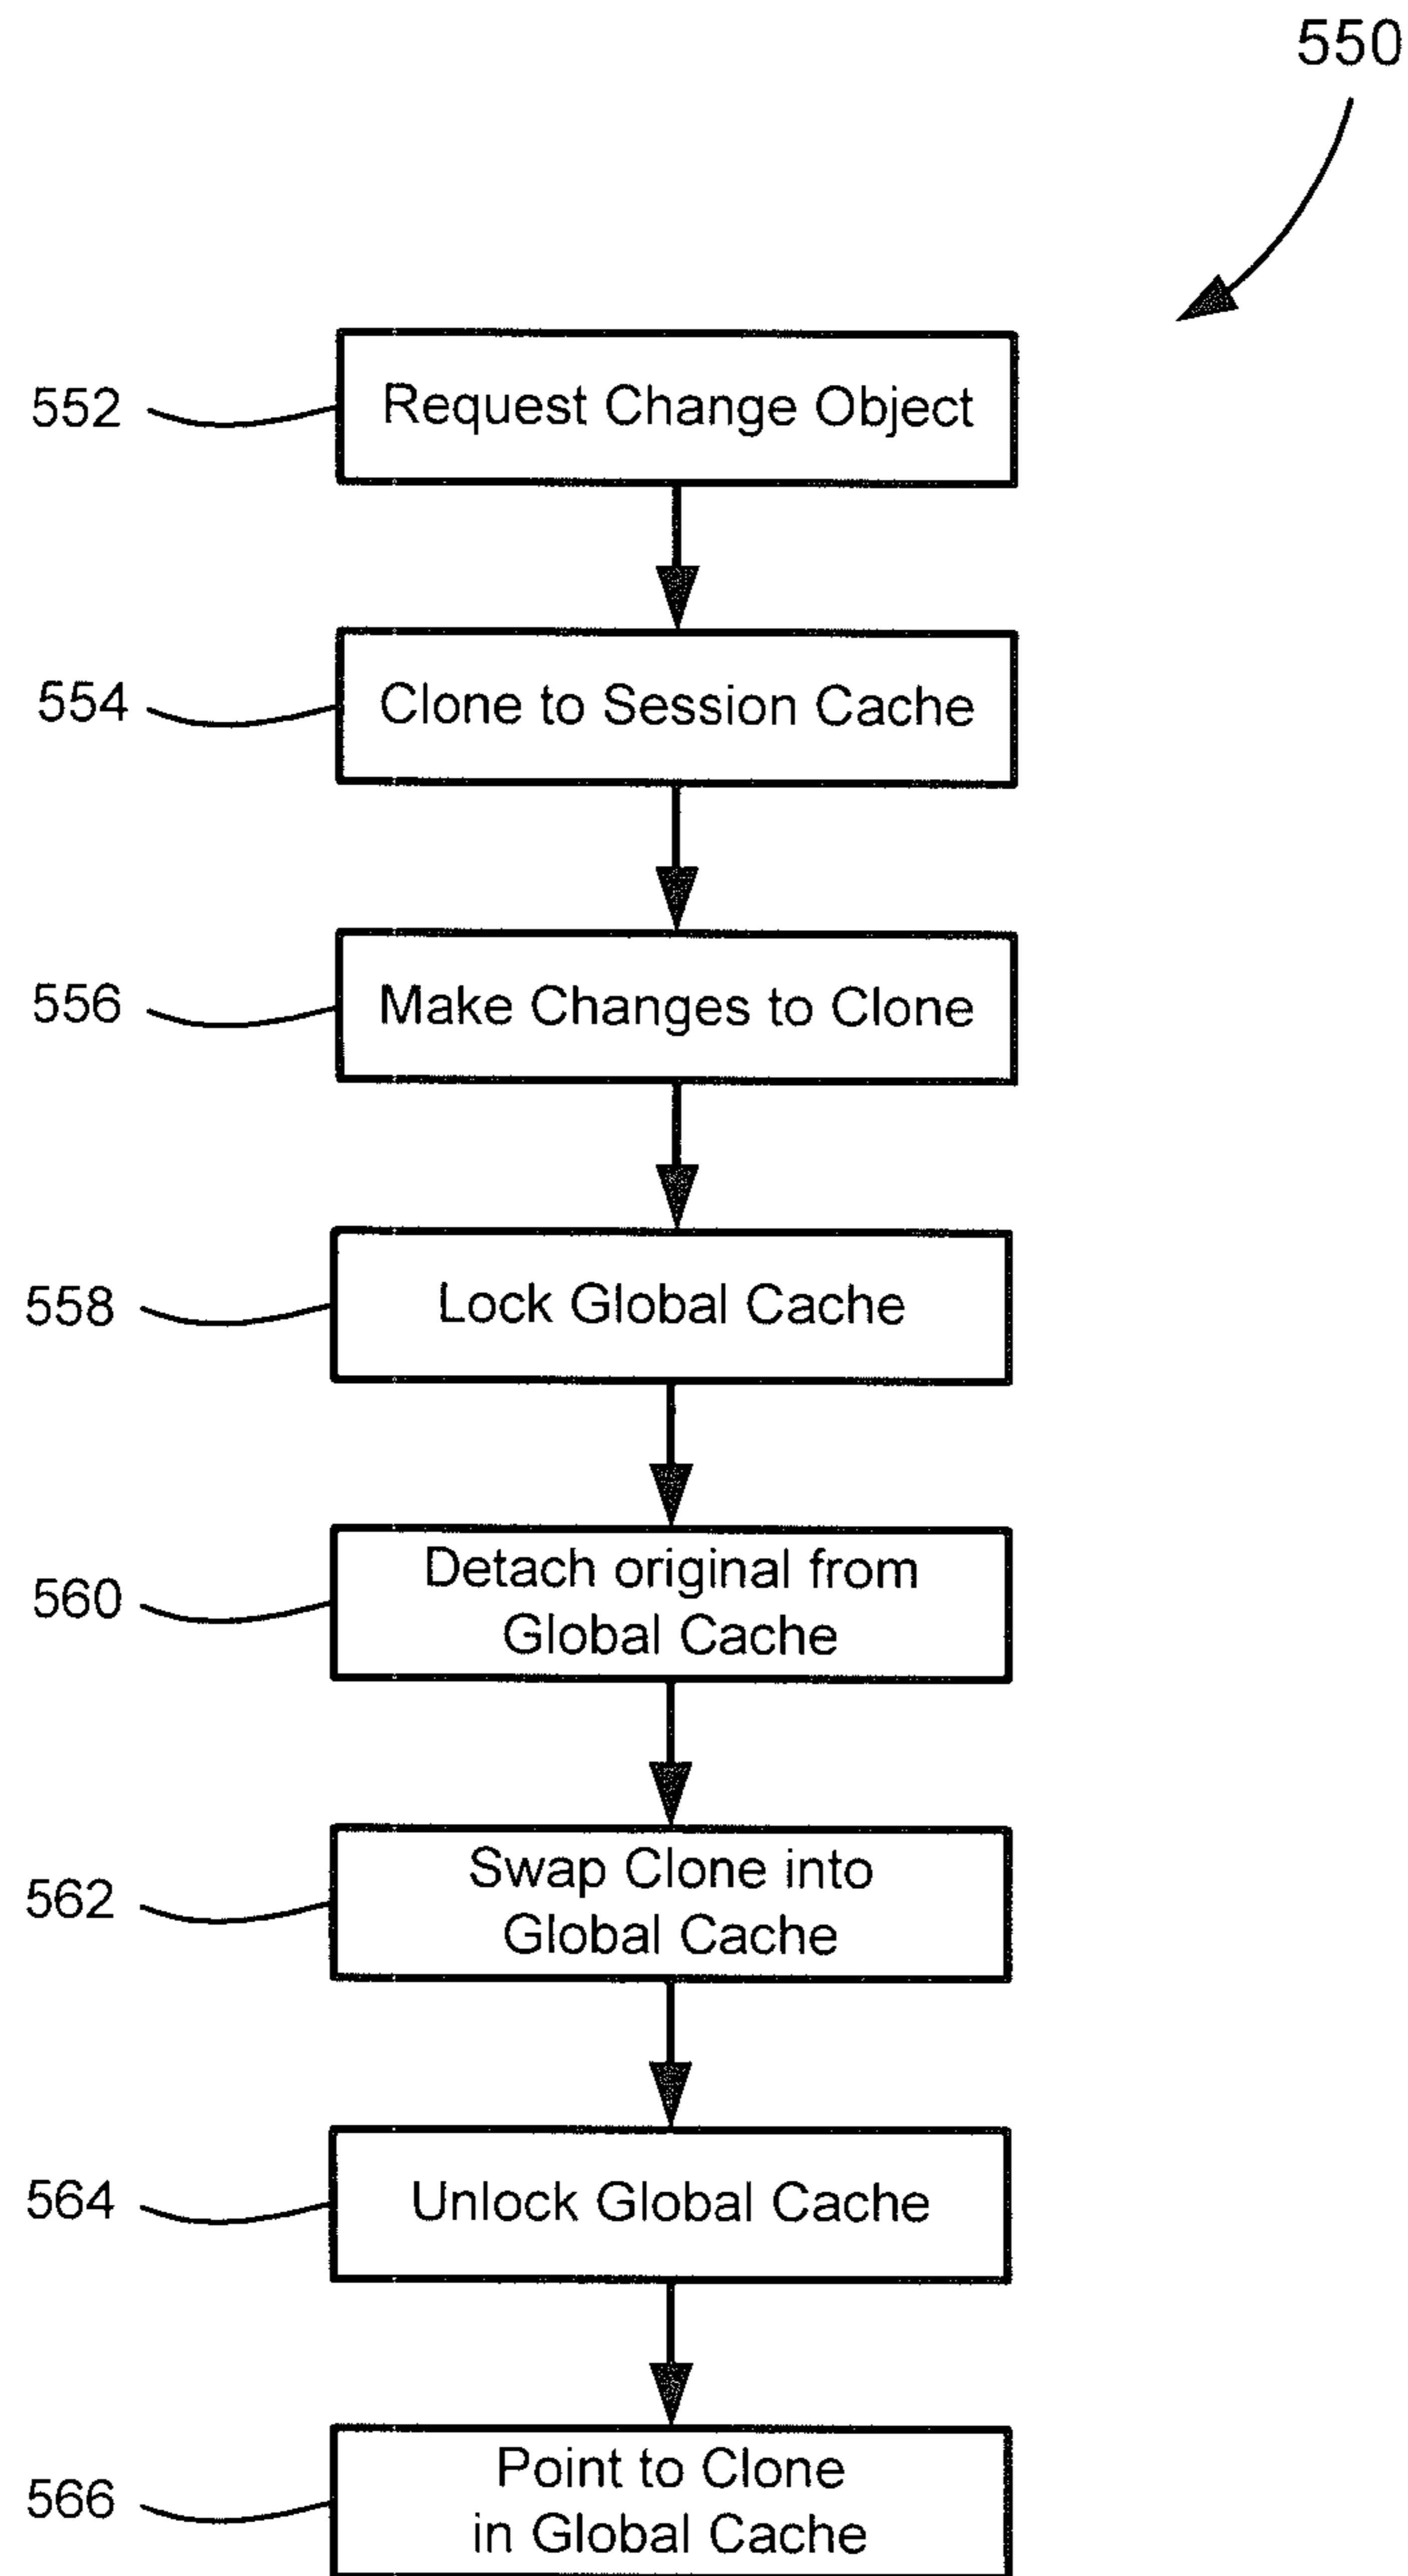 550
552
Request Change Object
554
Clone to Session Cache
556
Make Changes to Clone
558
Lock Global Cache
560
Detach original from
Global Cache
562
Swap Clone into
Global Cache
564
Unlock Global Cache
566
Point to Clone
in Global Cache